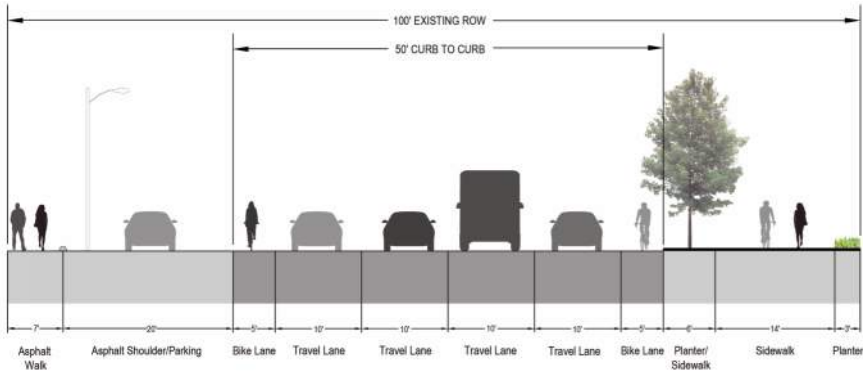 100' EXISTING ROW
50' CURB TO CURB
7' 20' 5' 10' 10' 10' 10' 5' 6' 14' 3'
Asphalt Walk
Asphalt Shoulder/Parking
Bike Lane
Travel Lane
Travel Lane
Travel Lane
Travel Lane
Bike Lane
Planter/
Sidewalk
Sidewalk
Planter